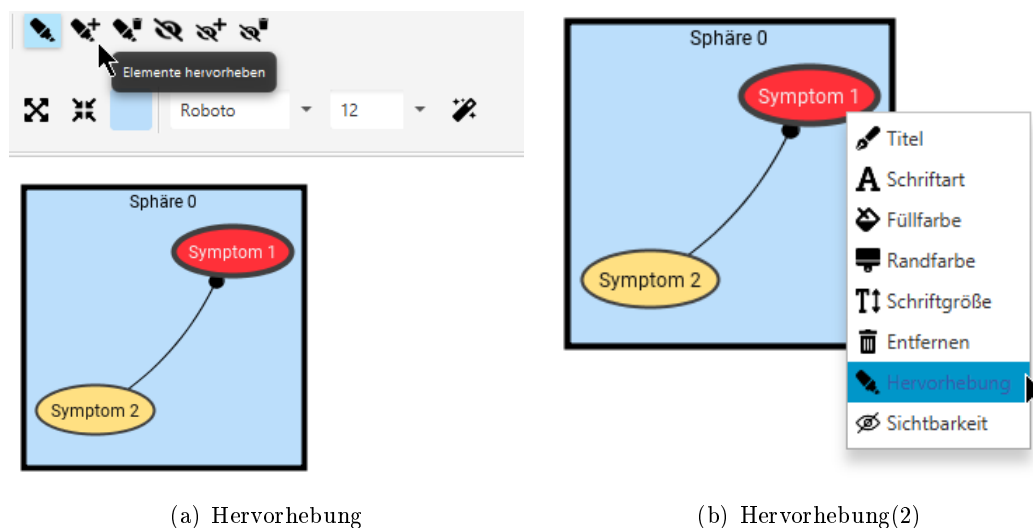 Elemente hervorheben
Roboto
12
Sphäre 0
Symptom 1
Symptom 2
(a) Hervorhebung
Sphäre 0
Symptom 1
Symptom 2
Titel
Schriftart
Füllfarbe
Randfarbe
Schriftgröße
Entfernen
Hervorhebung
Sichtbarkeit
(b) Hervorhebung(2)